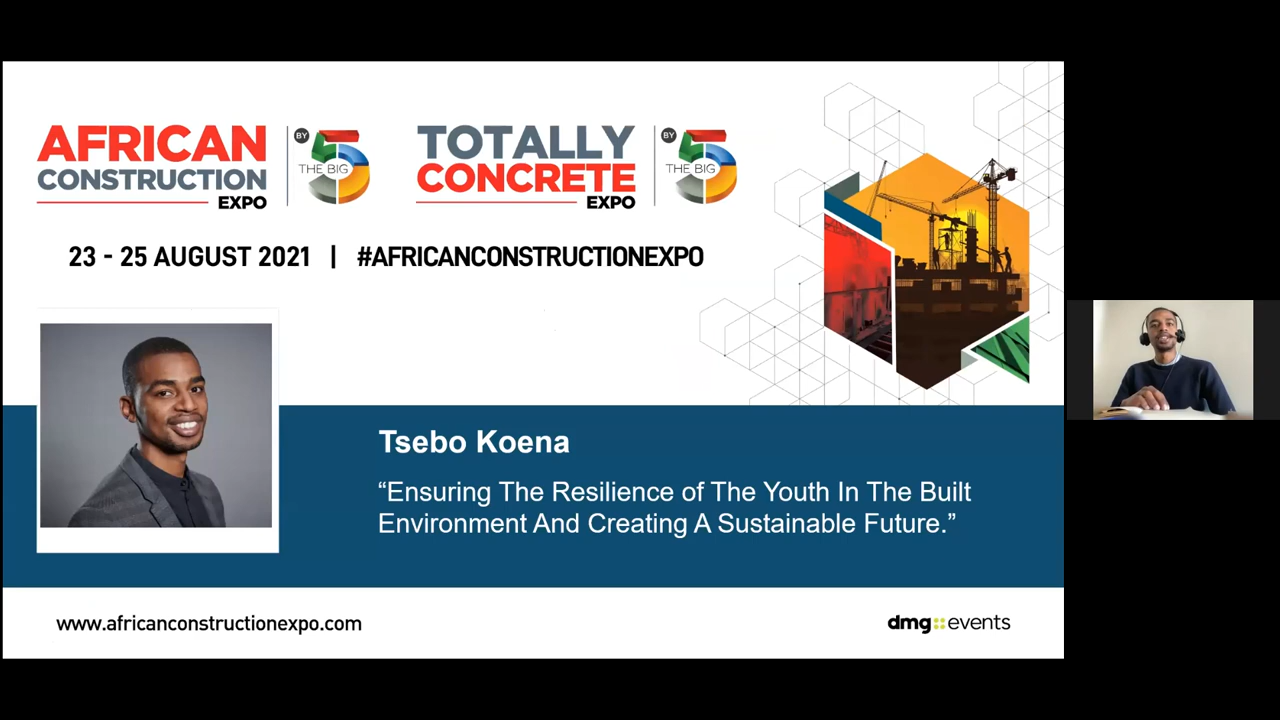 AFRICAN
CONSTRUCTION
EXPO
BY
THE BIG
5
TOTALLY
CONCRETE
EXPO
BY
THE BIG
5
23 - 25 AUGUST 2021 | #AFRICANCONSTRUCTIONEXPO
Tsebo Koena
“Ensuring The Resilience of The Youth In The Built
Environment And Creating A Sustainable Future.”
www.africanconstructionexpo.com
dmg::events